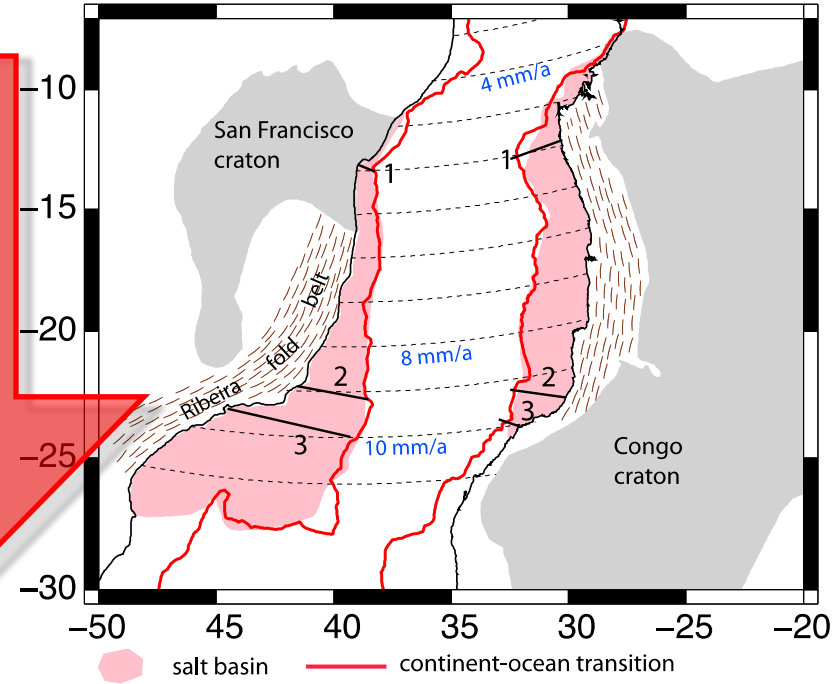 −10
−15
−20
−25
−30
4 mm/a
San Francisco
craton
1
1
belt
fold
Ribeira
8 mm/a
2
2
3
3
10 mm/a
Congo
craton
−50
45
40
35
30
−25
−20
salt basin
continent-ocean transition